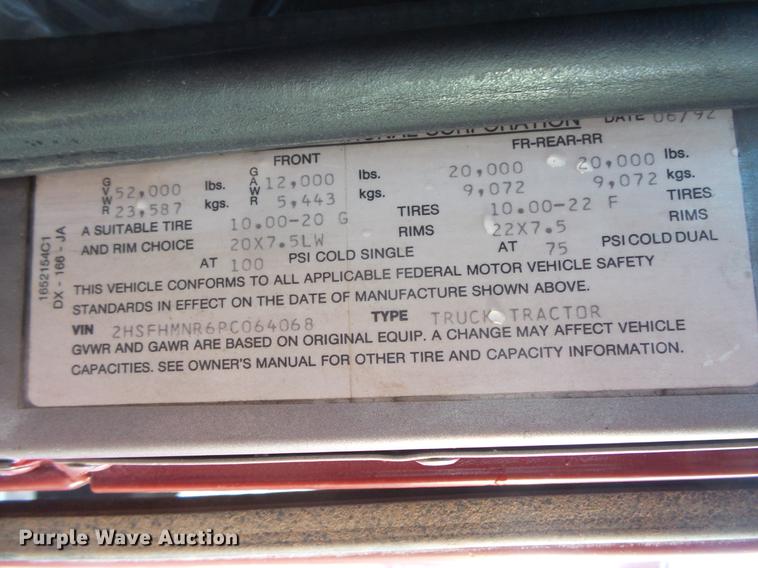 CORPORATION DATE 06/92
FRONT FR-REAR-RR
GVWR 52,000 lbs. GAWR 12,000 lbs. 20,000 20,000 lbs.
23,587 kgs. 5,443 kgs. 9,072 9,072 kgs.
A SUITABLE TIRE 10.00-20 G TIRES 10.00-22 F TIRES
AND RIM CHOICE 20X7.5LW RIMS 22X7.5 RIMS
AT 100 PSI COLD SINGLE AT 75 PSI COLD DUAL
THIS VEHICLE CONFORMS TO ALL APPLICABLE FEDERAL MOTOR VEHICLE SAFETY
STANDARDS IN EFFECT ON THE DATE OF MANUFACTURE SHOWN ABOVE.
VIN 2HSFHMNR6PC064068 TYPE TRUCK TRACTOR
GVWR AND GAWR ARE BASED ON ORIGINAL EQUIP. A CHANGE MAY AFFECT VEHICLE
CAPACITIES. SEE OWNER'S MANUAL FOR OTHER TIRE AND CAPACITY INFORMATION.
1652154C1
DX - 166 - JA
Purple Wave Auction